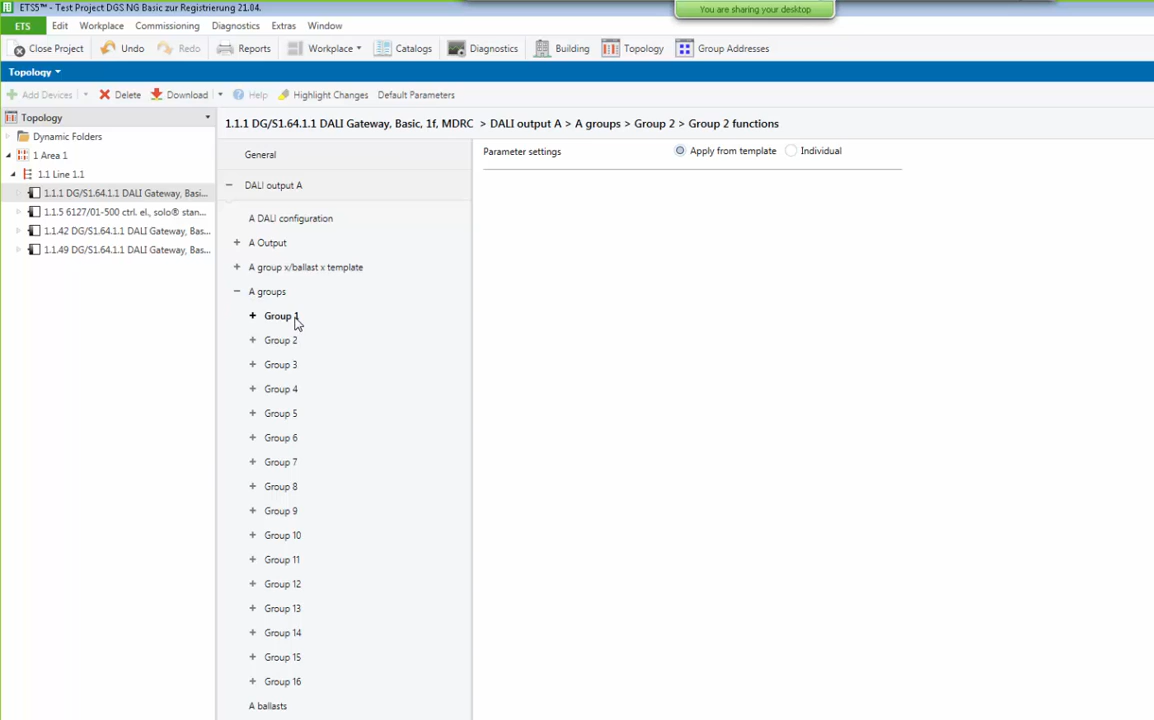 You are sharing your desktop
ETS5™ - Test Project DGS NG Basic zur Registrierung 21.04.
ETS Edit Workplace Commissioning Diagnostics Extras Window
Close Project Undo Redo Reports Workplace Catalogs Diagnostics Building Topology Group Addresses
Topology
Add Devices Delete Download Help Highlight Changes Default Parameters
Topology
Dynamic Folders
1 Area 1
1.1 Line 1.1
1.1.1 DG/S1.64.1.1 DALI Gateway, Basi...
1.1.5 6127/01-500 ctrl. el., solo® stan...
1.1.42 DG/S1.64.1.1 DALI Gateway, Bas...
1.1.49 DG/S1.64.1.1 DALI Gateway, Bas...
1.1.1 DG/S1.64.1.1 DALI Gateway, Basic, 1f, MDRC > DALI output A > A groups > Group 2 > Group 2 functions
General
DALI output A
A DALI configuration
A Output
A group x/ballast x template
A groups
Group 1
Group 2
Group 3
Group 4
Group 5
Group 6
Group 7
Group 8
Group 9
Group 10
Group 11
Group 12
Group 13
Group 14
Group 15
Group 16
A ballasts
Parameter settings Apply from template Individual